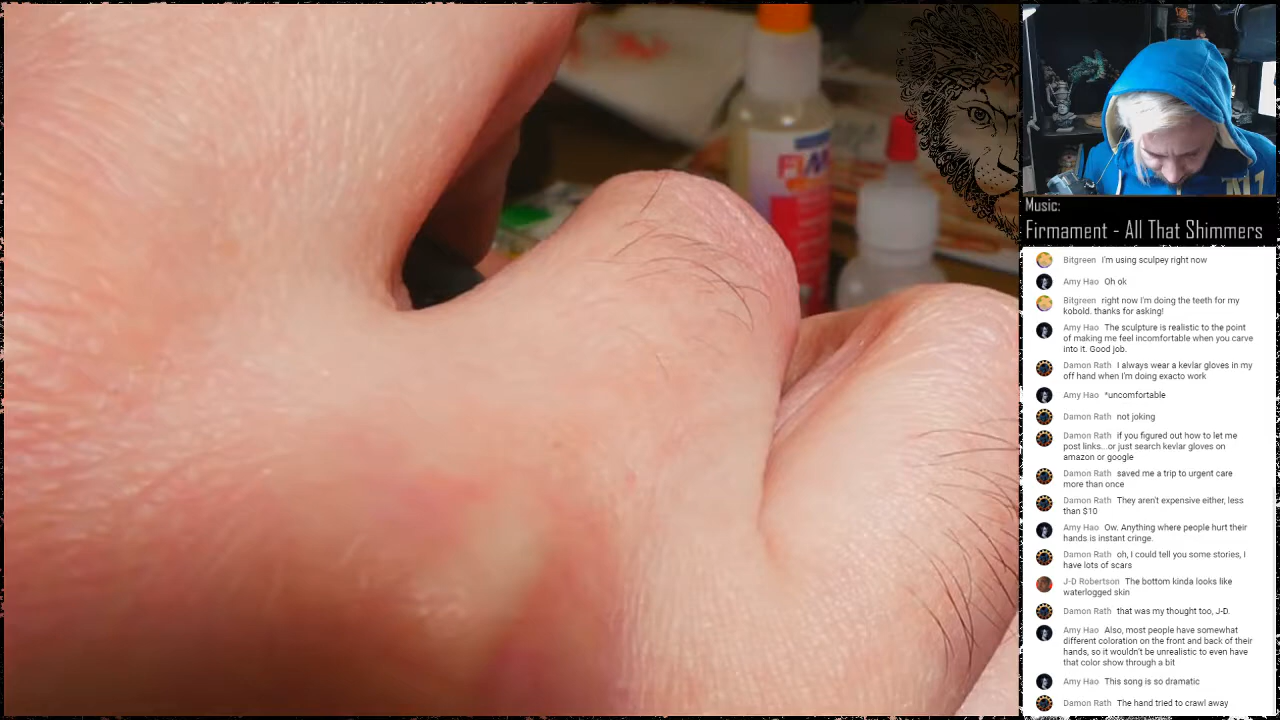 FIM
Music:
Firmament - All That Shimmers
Bitgreen I'm using sculpey right now
Amy Hao Oh ok
Bitgreen right now I'm doing the teeth for my
kobold. thanks for asking!
Amy Hao The sculpture is realistic to the point
of making me feel incomfortable when you carve
into it. Good job.
Damon Rath I always wear a kevlar gloves in my
off hand when I'm doing exacto work
Amy Hao *uncomfortable
Damon Rath not joking
Damon Rath if you figured out how to let me
post links...or just search kevlar gloves on
amazon or google
Damon Rath saved me a trip to urgent care
more than once
Damon Rath They aren't expensive either, less
than $10
Amy Hao Ow. Anything where people hurt their
hands is instant cringe.
Damon Rath oh, I could tell you some stories, I
have lots of scars
J-D Robertson The bottom kinda looks like
waterlogged skin
Damon Rath that was my thought too, J-D.
Amy Hao Also, most people have somewhat
different coloration on the front and back of their
hands, so it wouldn't be unrealistic to even have
that color show through a bit
Amy Hao This song is so dramatic
Damon Rath The hand tried to crawl away